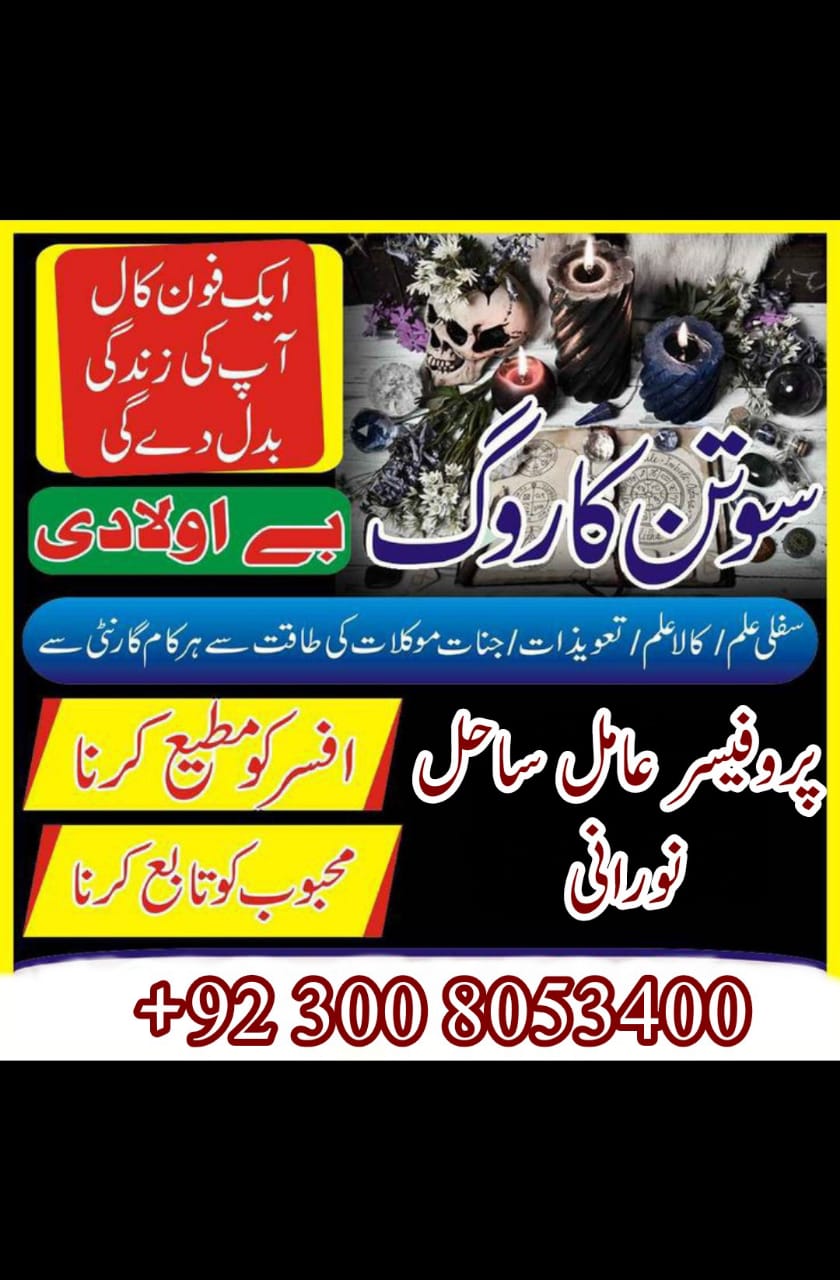 ایک فون کال
آپ کی زندگی
بدل دے گی
سوتن کا روگ
بے اولادی
سفلی علم / کالا علم / تعویذات / جنات موکلات کی طاقت سے ہر کام گارنٹی سے
پروفیسر عامل ساحل
نورانی
افسر کو مطیع کرنا
محبوب کو تابع کرنا
+92 300 8053400